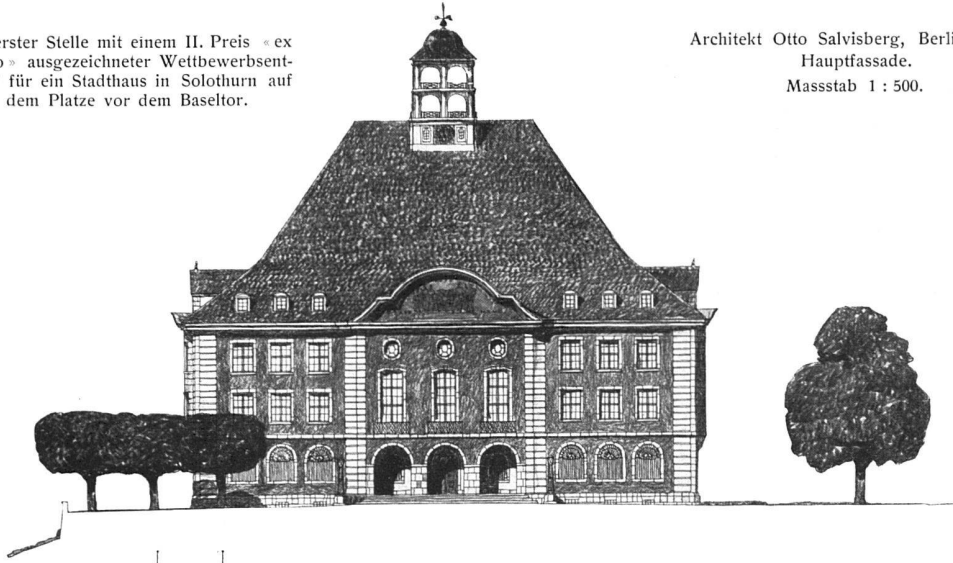 erster Stelle mit einem II. Preis « ex
» ausgezeichneter Wettbewerbsent-
für ein Stadthaus in Solothurn auf
dem Platze vor dem Baseltor.
Architekt Otto Salvisberg, Berli
Hauptfassade.
Massstab 1 : 500.